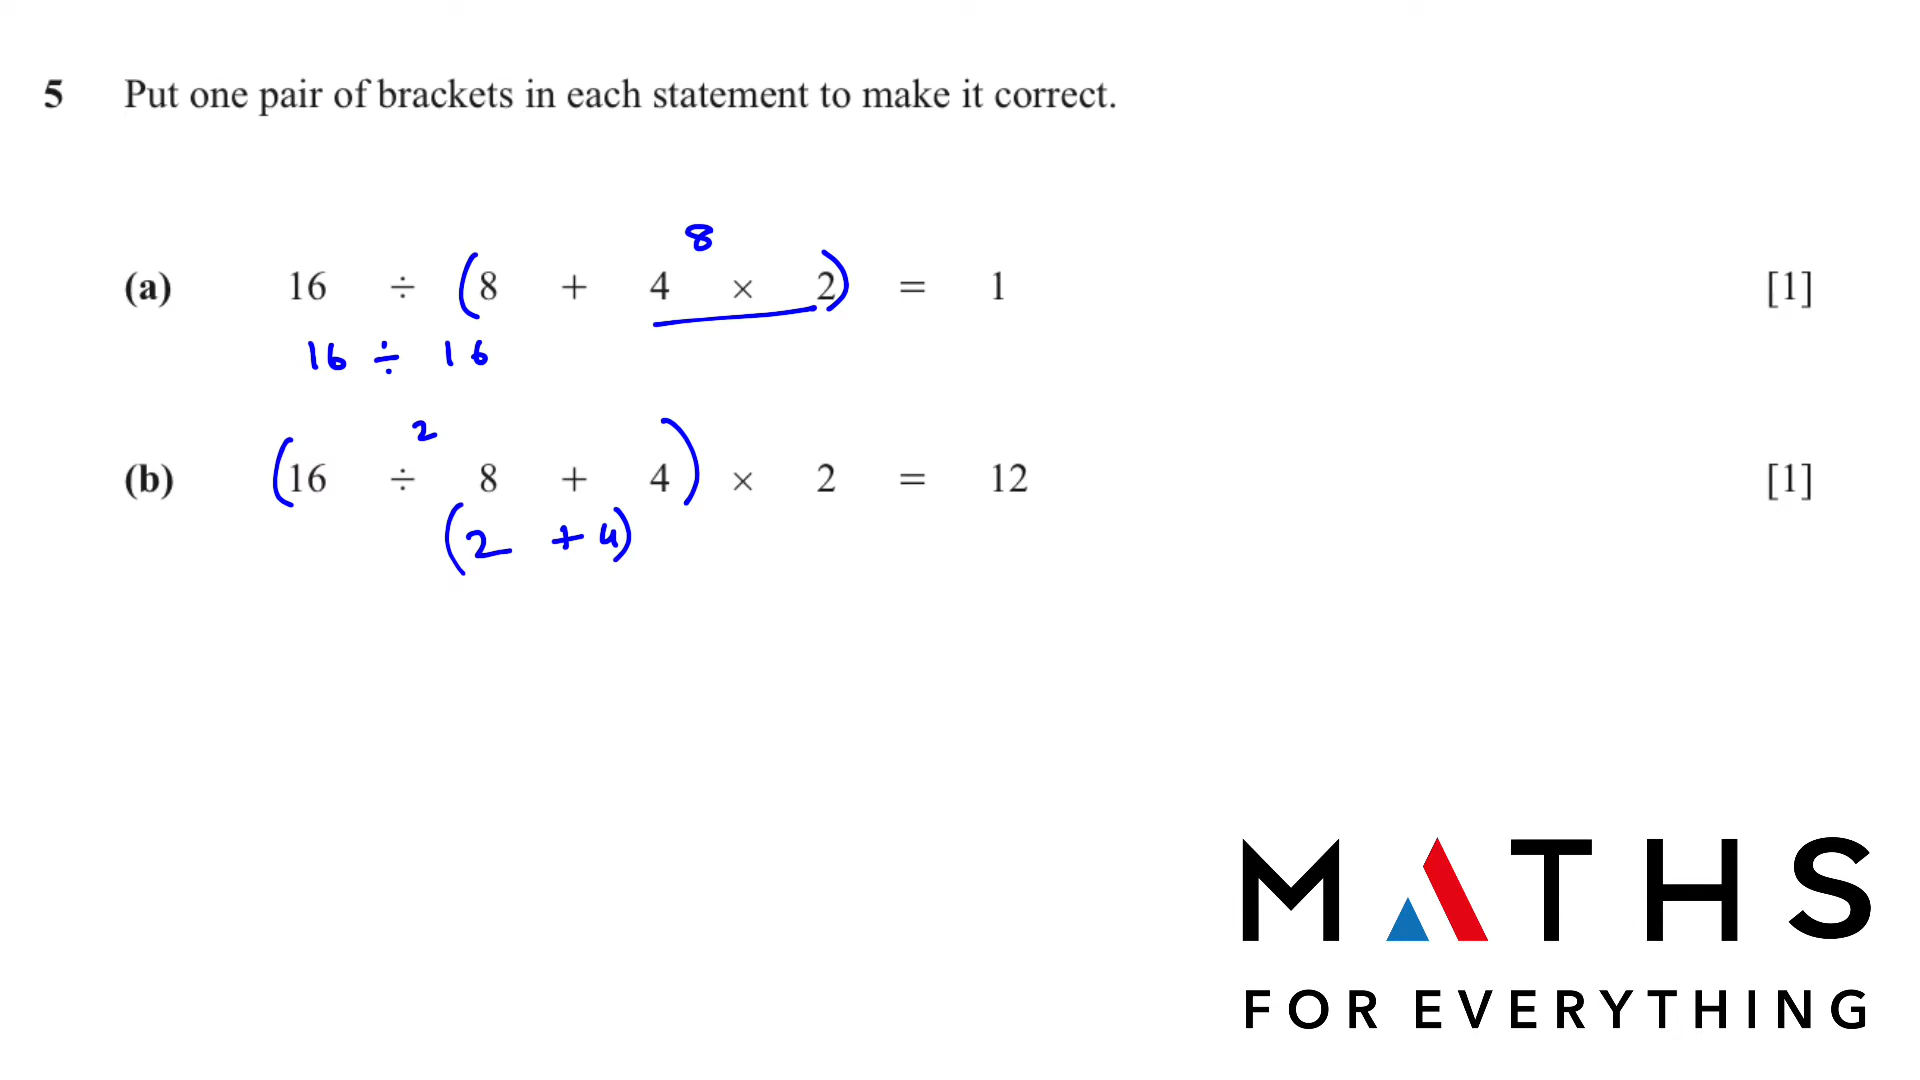 5 Put one pair of brackets in each statement to make it correct.
8
(a) 16 ÷ (8 + 4 × 2) = 1 [1]
16 ÷ 16
2
(b) (16 ÷ 8 + 4) × 2 = 12 [1]
(2 + 4)
MATHS
FOR EVERYTHING